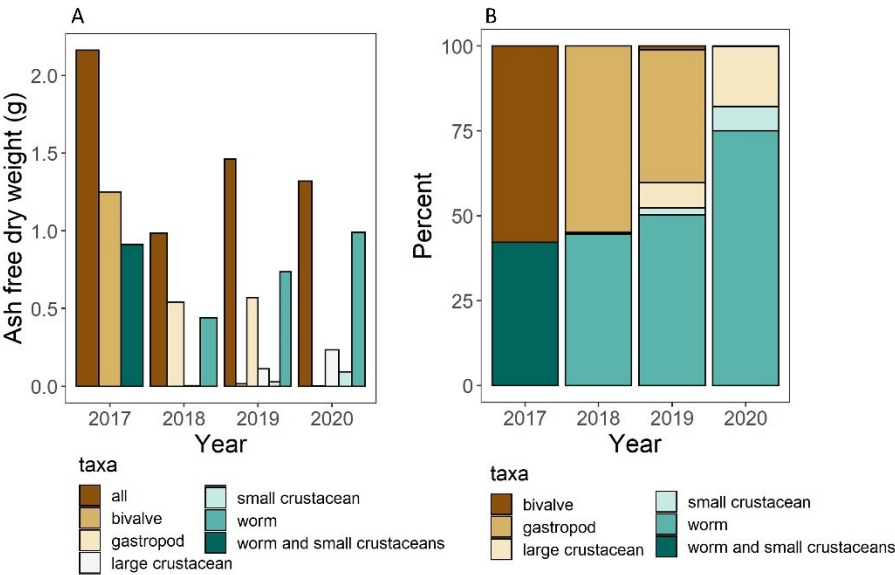 A
B
Ash free dry weight (g)
2.0
1.5
1.0
0.5
0.0
2017 2018 2019 2020
Year
Percent
100
75
50
25
0
2017 2018 2019 2020
Year
taxa
all
bivalve
gastropod
large crustacean
small crustacean
worm
worm and small crustaceans
taxa
bivalve
gastropod
large crustacean
small crustacean
worm
worm and small crustaceans